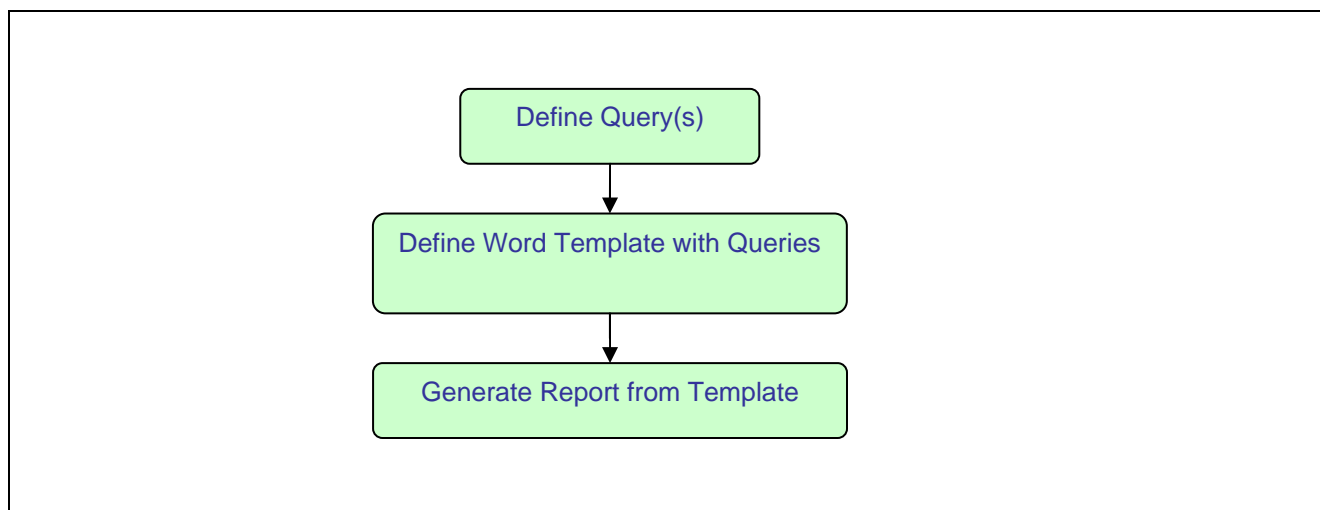 Define Query(s)
Define Word Template with Queries
Generate Report from Template